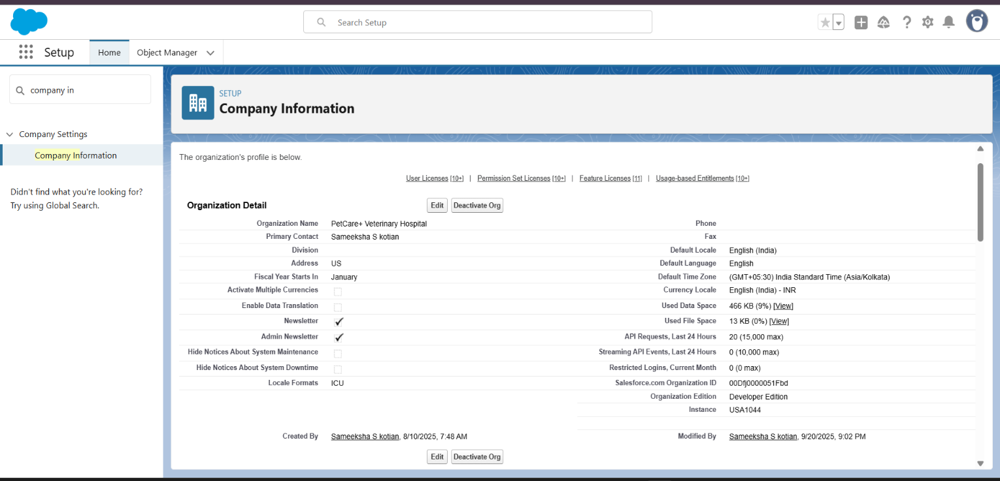 Search Setup
Setup
Home
Object Manager
company in
Company Settings
Company Information
Didn't find what you're looking for?
Try using Global Search.
SETUP
Company Information
The organization's profile is below.
User Licenses [10+] | Permission Set Licenses [10+] | Feature Licenses [11] | Usage-based Entitlements [10+]
Organization Detail Edit Deactivate Org
Organization Name PetCare+ Veterinary Hospital Phone
Primary Contact Sameeksha S kotian Fax
Division Default Locale English (India)
Address US Default Language English
Fiscal Year Starts In January Default Time Zone (GMT+05:30) India Standard Time (Asia/Kolkata)
Activate Multiple Currencies Currency Locale English (India) - INR
Enable Data Translation Used Data Space 466 KB (9%) [View]
Newsletter Used File Space 13 KB (0%) [View]
Admin Newsletter API Requests, Last 24 Hours 20 (15,000 max)
Hide Notices About System Maintenance Streaming API Events, Last 24 Hours 0 (10,000 max)
Hide Notices About System Downtime Restricted Logins, Current Month 0 (0 max)
Locale Formats ICU Salesforce.com Organization ID 00Dfj0000051Fbd
Organization Edition Developer Edition
Instance USA1044
Created By Sameeksha S kotian, 8/10/2025, 7:48 AM Modified By Sameeksha S kotian, 9/20/2025, 9:02 PM
Edit Deactivate Org